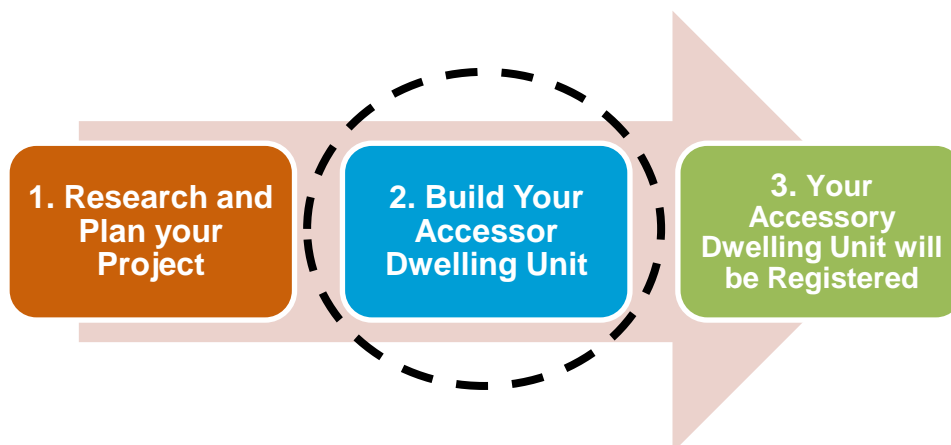 1. Research and
Plan your
Project
2. Build Your
Accessor
Dwelling Unit
3. Your
Accessory
Dwelling Unit will
be Registered